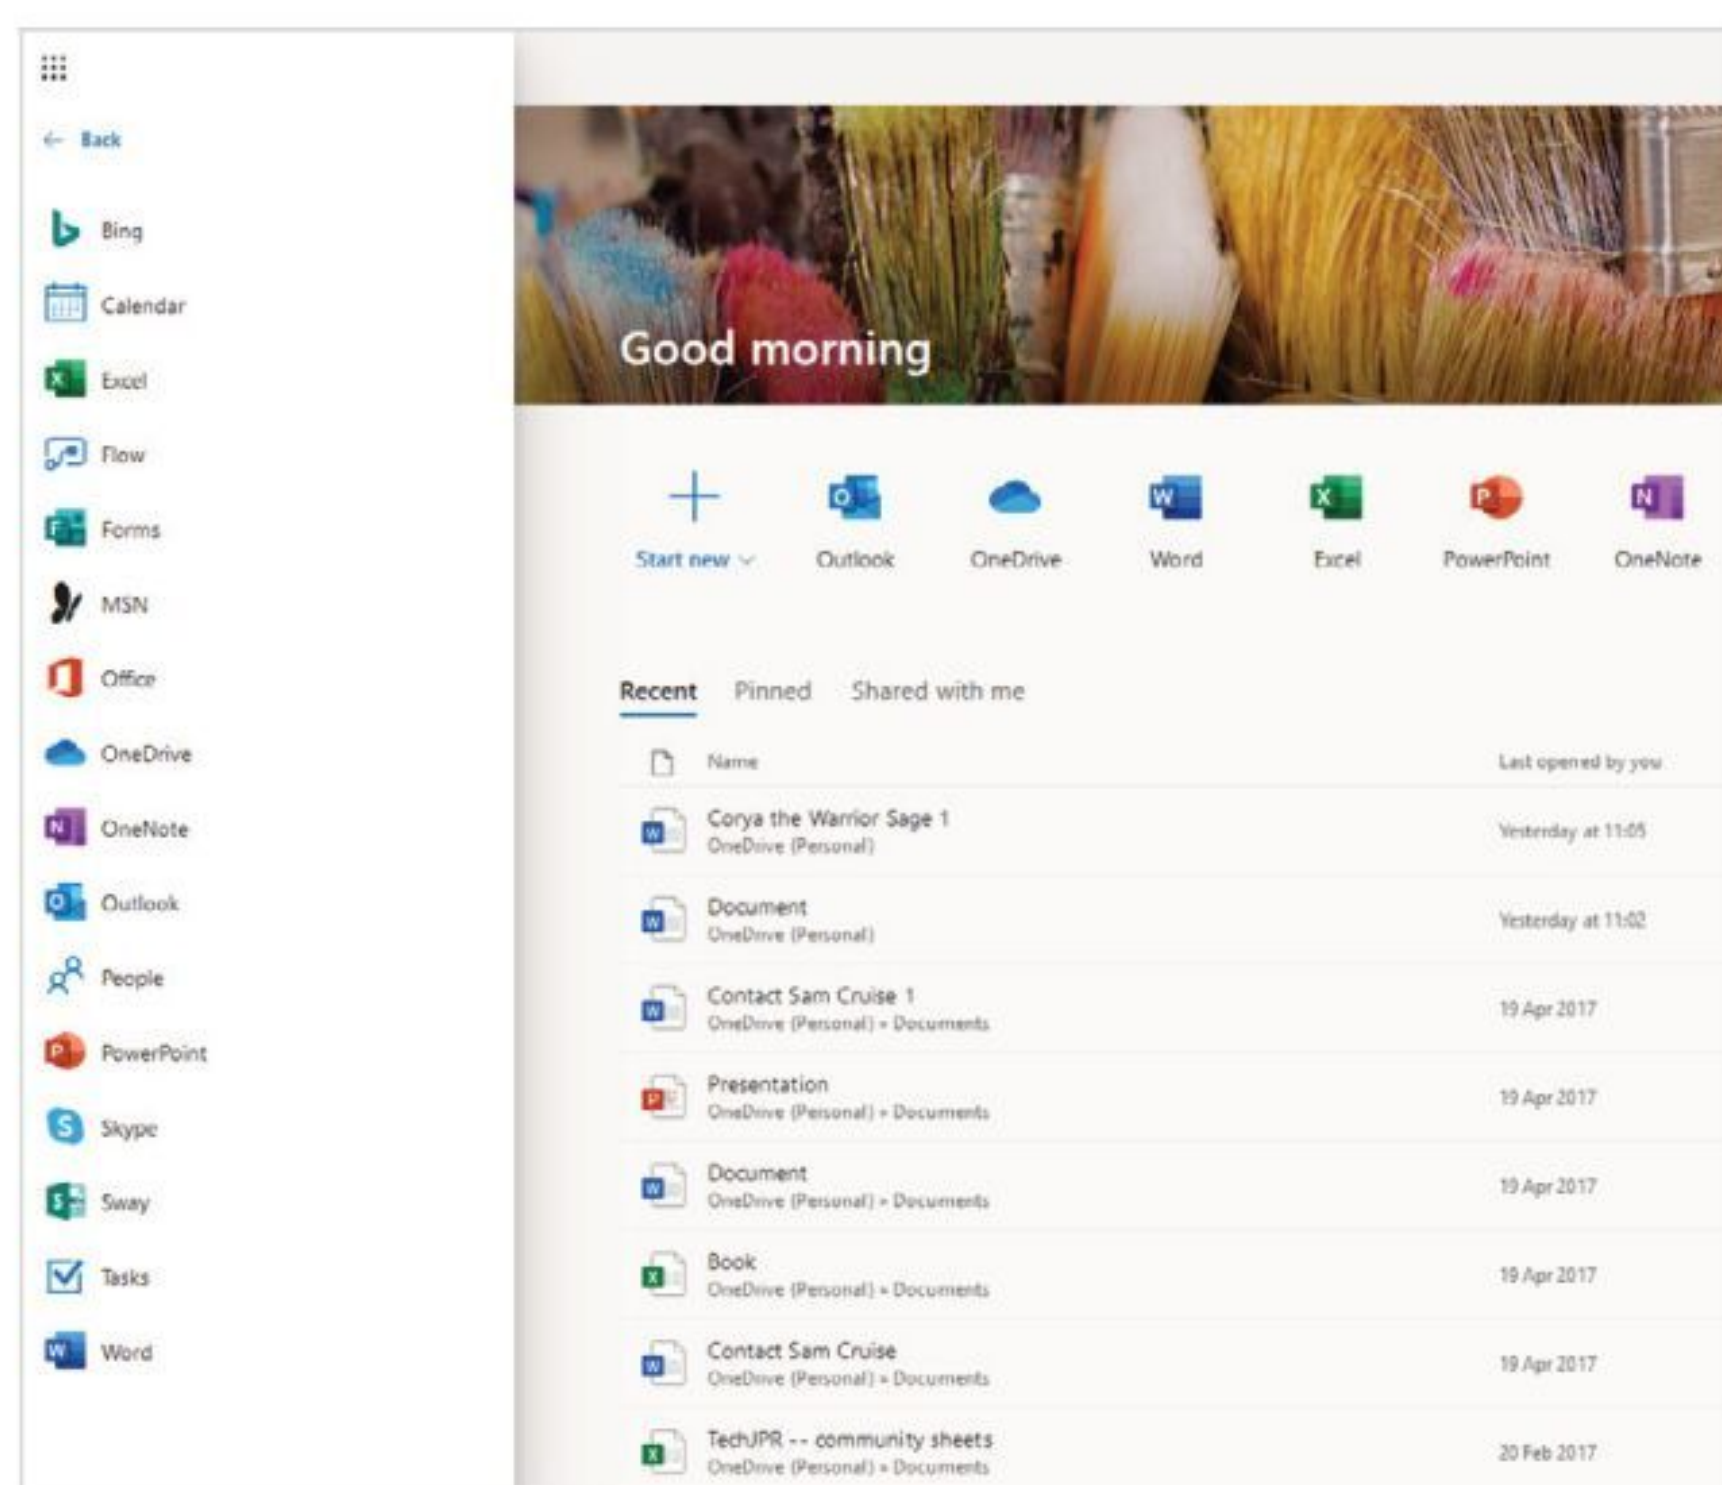 Back
Bing
Calendar
Excel
Flow
Forms
MSN
Office
OneDrive
OneNote
Outlook
People
PowerPoint
Skype
Sway
Tasks
Word
Good morning
Start new
Outlook
OneDrive
Word
Excel
PowerPoint
OneNote
Recent Pinned Shared with me
Name Last opened by you
Corya the Warrior Sage 1
OneDrive (Personal)
Yesterday at 11:05
Document
OneDrive (Personal)
Yesterday at 11:02
Contact Sam Cruise 1
OneDrive (Personal) » Documents
19 Apr 2017
Presentation
OneDrive (Personal) » Documents
19 Apr 2017
Document
OneDrive (Personal) » Documents
19 Apr 2017
Book
OneDrive (Personal) » Documents
19 Apr 2017
Contact Sam Cruise
OneDrive (Personal) » Documents
19 Apr 2017
TechJPR -- community sheets
OneDrive (Personal) » Documents
20 Feb 2017